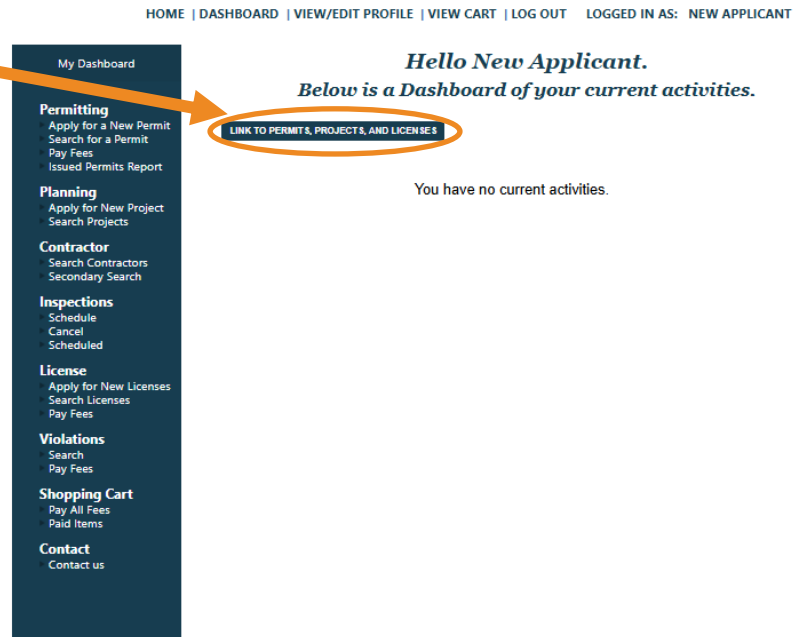 HOME | DASHBOARD | VIEW/EDIT PROFILE | VIEW CART | LOG OUT LOGGED IN AS: NEW APPLICANT
My Dashboard
Permitting
Apply for a New Permit
Search for a Permit
Pay Fees
Issued Permits Report
Planning
Apply for New Project
Search Projects
Contractor
Search Contractors
Secondary Search
Inspections
Schedule
Cancel
Scheduled
License
Apply for New Licenses
Search Licenses
Pay Fees
Violations
Search
Pay Fees
Shopping Cart
Pay All Fees
Paid Items
Contact
Contact us
Hello New Applicant.
Below is a Dashboard of your current activities.
LINK TO PERMITS, PROJECTS, AND LICENSES
You have no current activities.